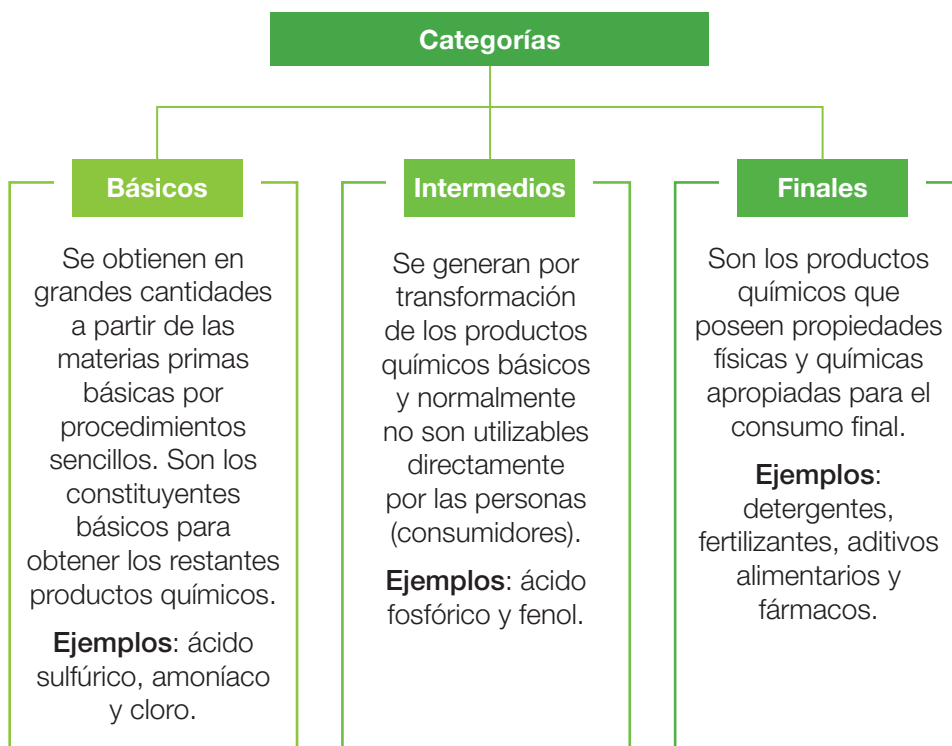 Categorías
Básicos
Se obtienen en
grandes cantidades
a partir de las
materias primas
básicas por
procedimientos
sencillos. Son los
constituyentes
básicos para
obtener los restantes
productos químicos.
Ejemplos: ácido
sulfúrico, amoníaco
y cloro.
Intermedios
Se generan por
transformación
de los productos
químicos básicos
y normalmente
no son utilizables
directamente
por las personas
(consumidores).
Ejemplos: ácido
fosfórico y fenol.
Finales
Son los productos
químicos que
poseen propiedades
físicas y químicas
apropiadas para el
consumo final.
Ejemplos:
detergentes,
fertilizantes, aditivos
alimentarios y
fármacos.